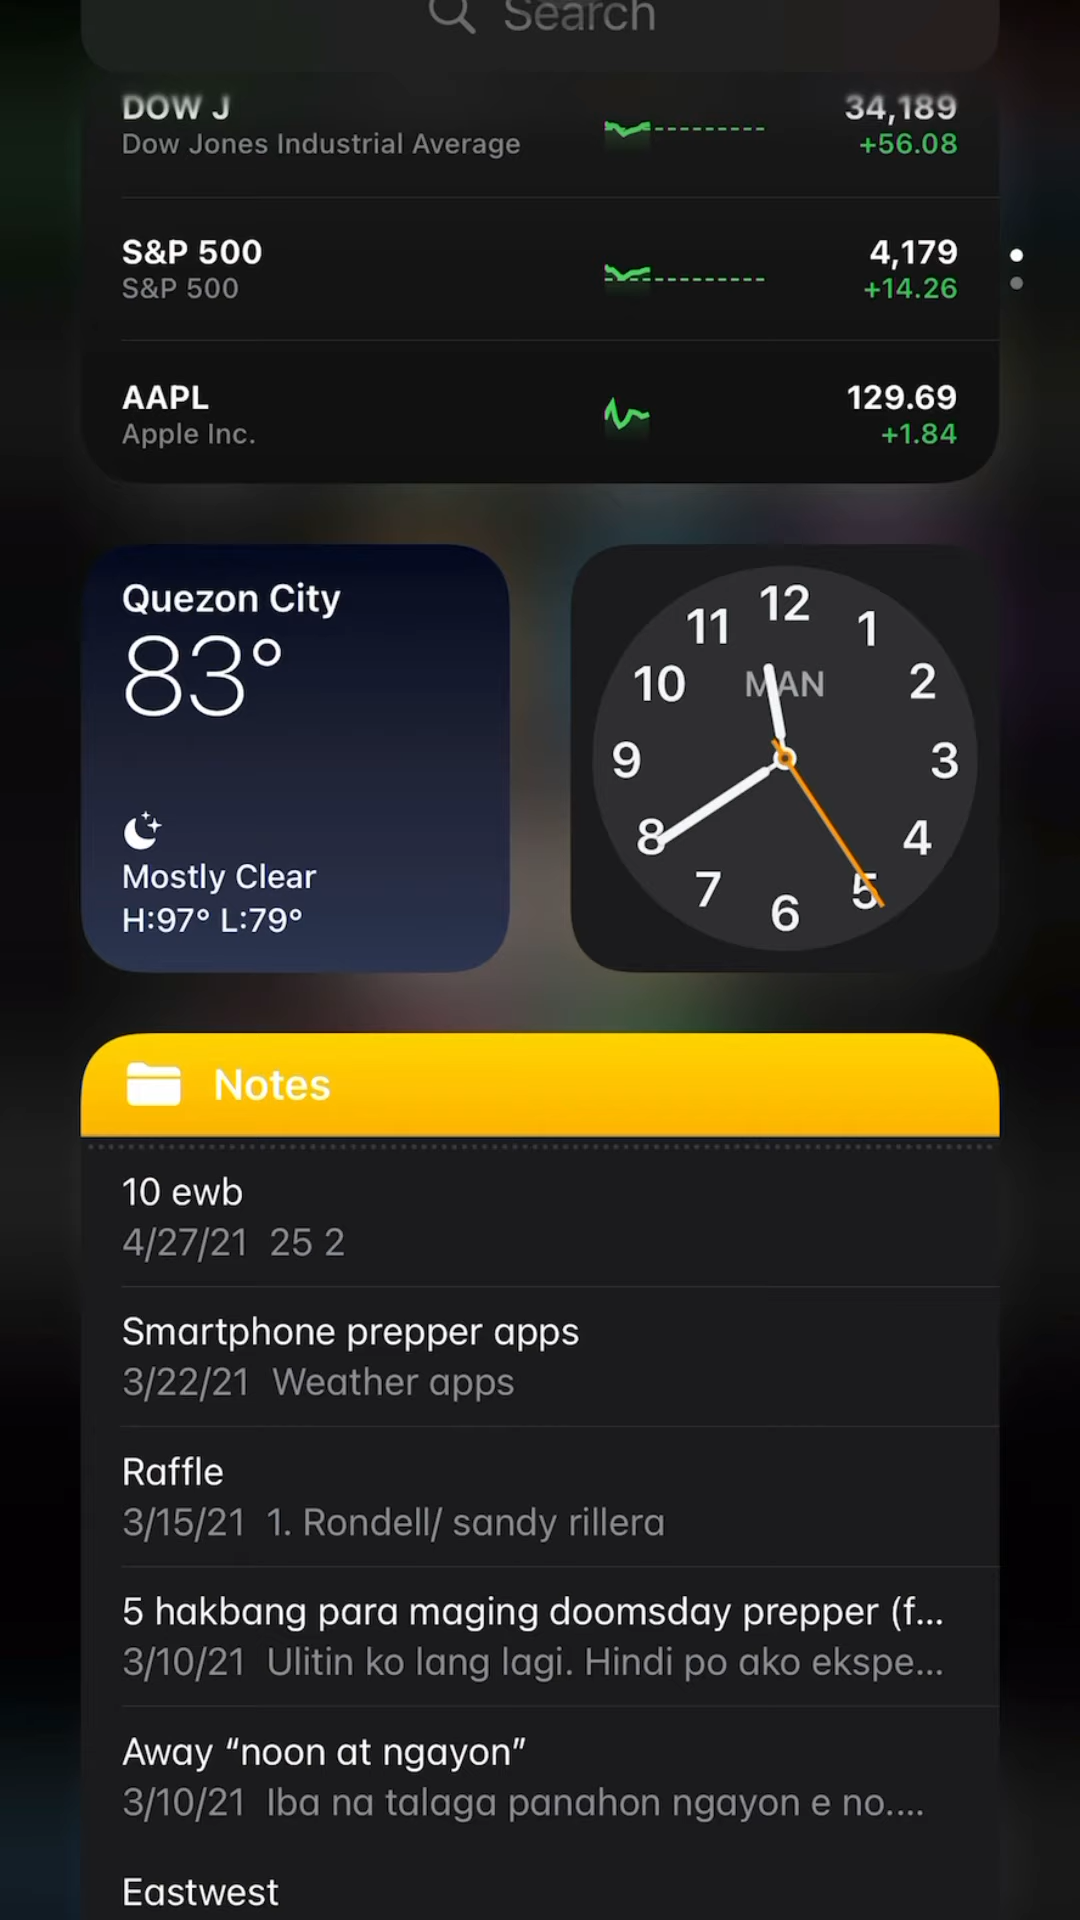 Search
DOW J
34,189
Dow Jones Industrial Average
+56.08
S&P 500
4,179
S&P 500
+14.26
AAPL
129.69
Apple Inc.
+1.84
Quezon City
83°
Mostly Clear
H:97° L:79°
12
11
1
10
MAN
2
9
3
8
4
7
5
6
Notes
10 ewb
4/27/21 25 2
Smartphone prepper apps
3/22/21 Weather apps
Raffle
3/15/21 1. Rondell/ sandy rillera
5 hakbang para maging doomsday prepper (f...
3/10/21 Ulitin ko lang lagi. Hindi po ako ekspe...
Away “noon at ngayon”
3/10/21 Iba na talaga panahon ngayon e no....
Eastwest